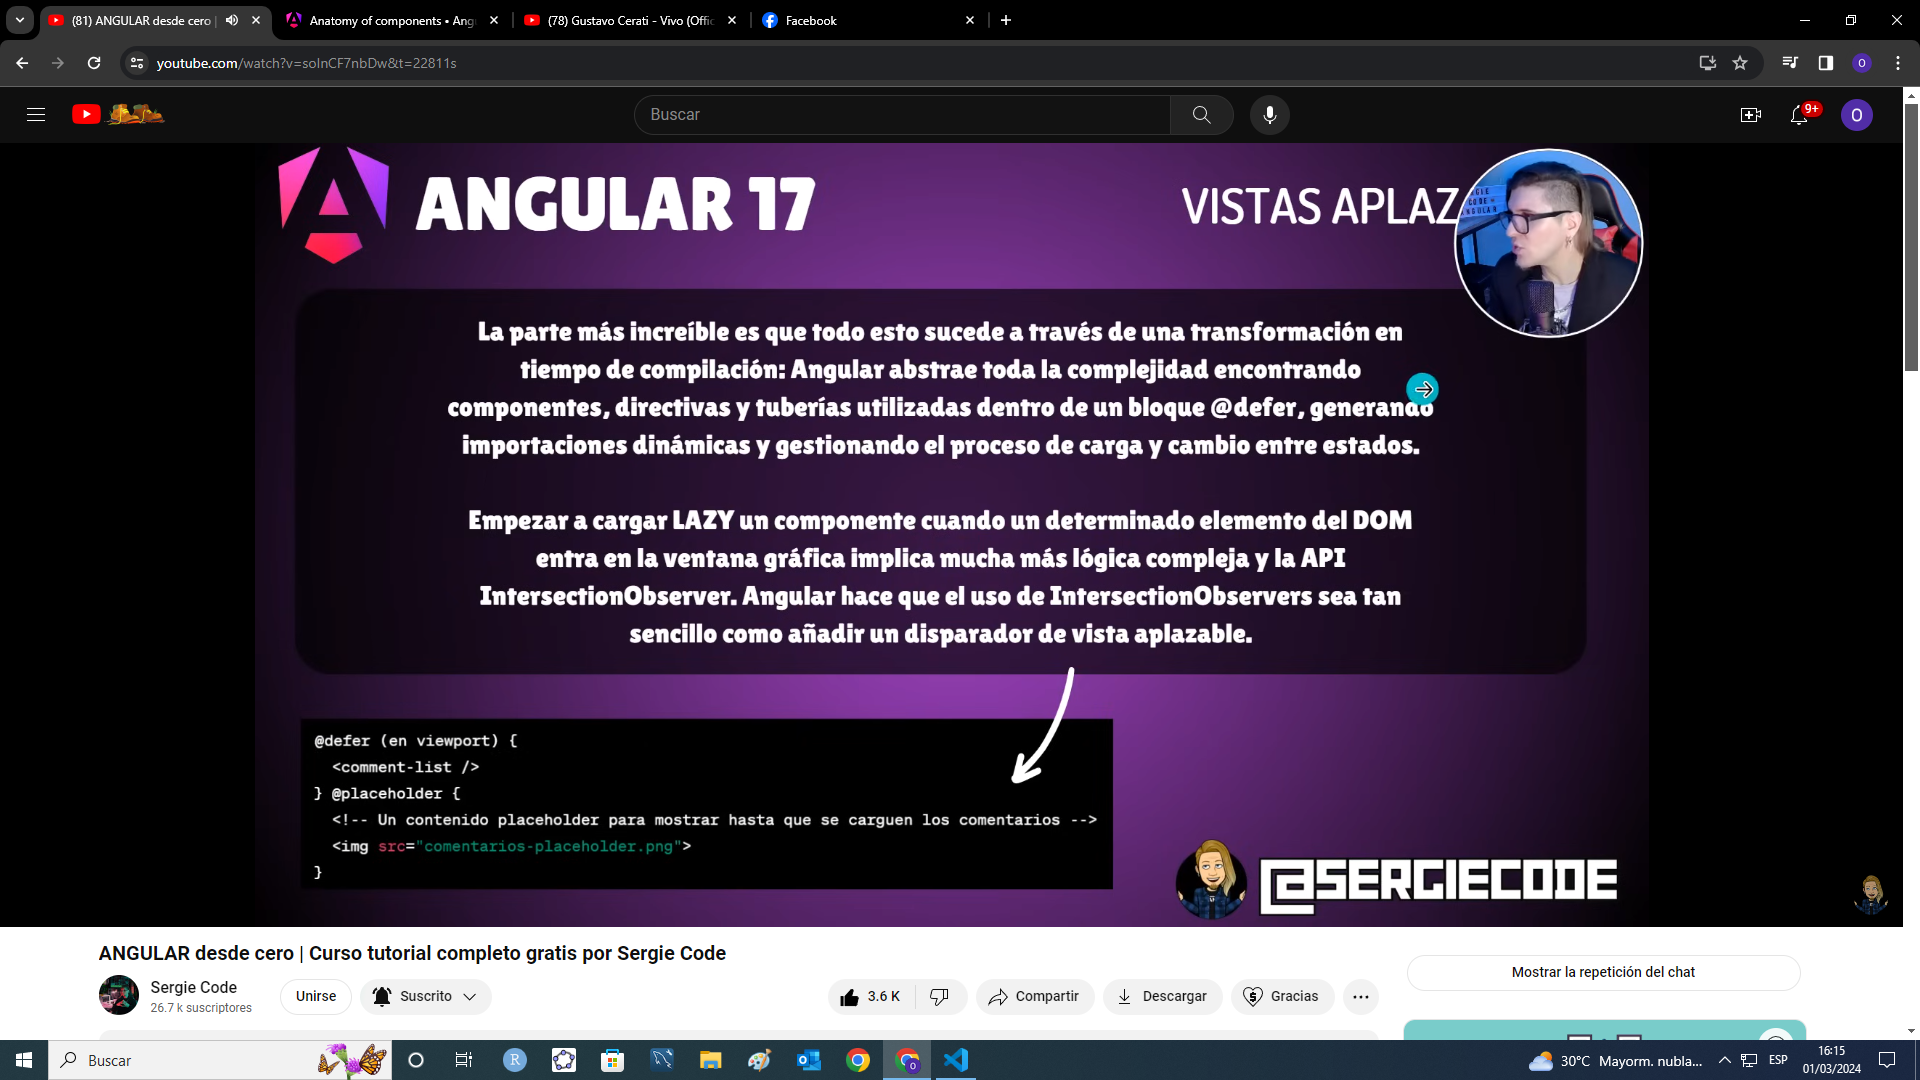 (81) ANGULAR desde cero |
Anatomy of components • Ang
(78) Gustavo Cerati - Vivo (Ofic
Facebook
youtube.com/watch?v=soInCF7nbDw&t=22811s
O
Buscar
9+
O
ANGULAR 17
VISTAS APLAZ
La parte más increíble es que todo esto sucede a través de una transformación en
tiempo de compilación: Angular abstrae toda la complejidad encontrando
componentes, directivas y tuberías utilizadas dentro de un bloque @defer, generando
importaciones dinámicas y gestionando el proceso de carga y cambio entre estados.
Empezar a cargar LAZY un componente cuando un determinado elemento del DOM
entra en la ventana gráfica implica mucha más lógica compleja y la API
IntersectionObserver. Angular hace que el uso de IntersectionObservers sea tan
sencillo como añadir un disparador de vista aplazable.
@defer (en viewport) {
<comment-list />
} @placeholder {
<!-- Un contenido placeholder para mostrar hasta que se carguen los comentarios -->
<img src="comentarios-placeholder.png">
}
@SERGIECODE
ANGULAR desde cero | Curso tutorial completo gratis por Sergie Code
Sergie Code
26.7 k suscriptores
Unirse
Suscrito
3.6 K
Compartir
Descargar
Gracias
Mostrar la repetición del chat
Buscar
30°C Mayorm. nubla...
ESP
16:15
01/03/2024